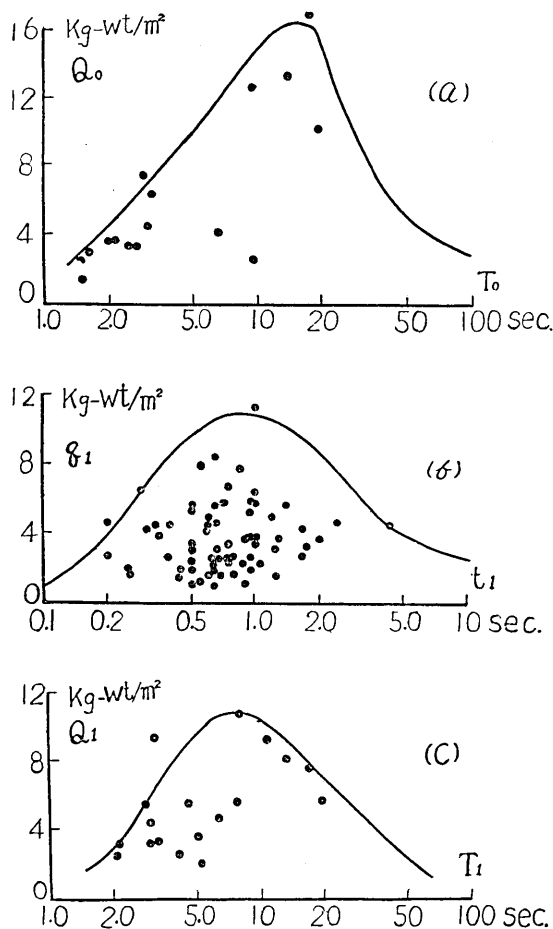 16 Kg-wt/m²
Q₀
(a)
12
8
4
0
T₀
1.0 2.0 5.0 10 20 50 100 sec.
12 Kg-wt/m²
q₁
(b)
8
4
0
t₁
0.1 0.2 0.5 1.0 2.0 5.0 10 sec.
12 Kg-wt/m²
Q₁
(C)
8
4
0
T₁
1.0 2.0 5.0 10 20 50 100 sec.